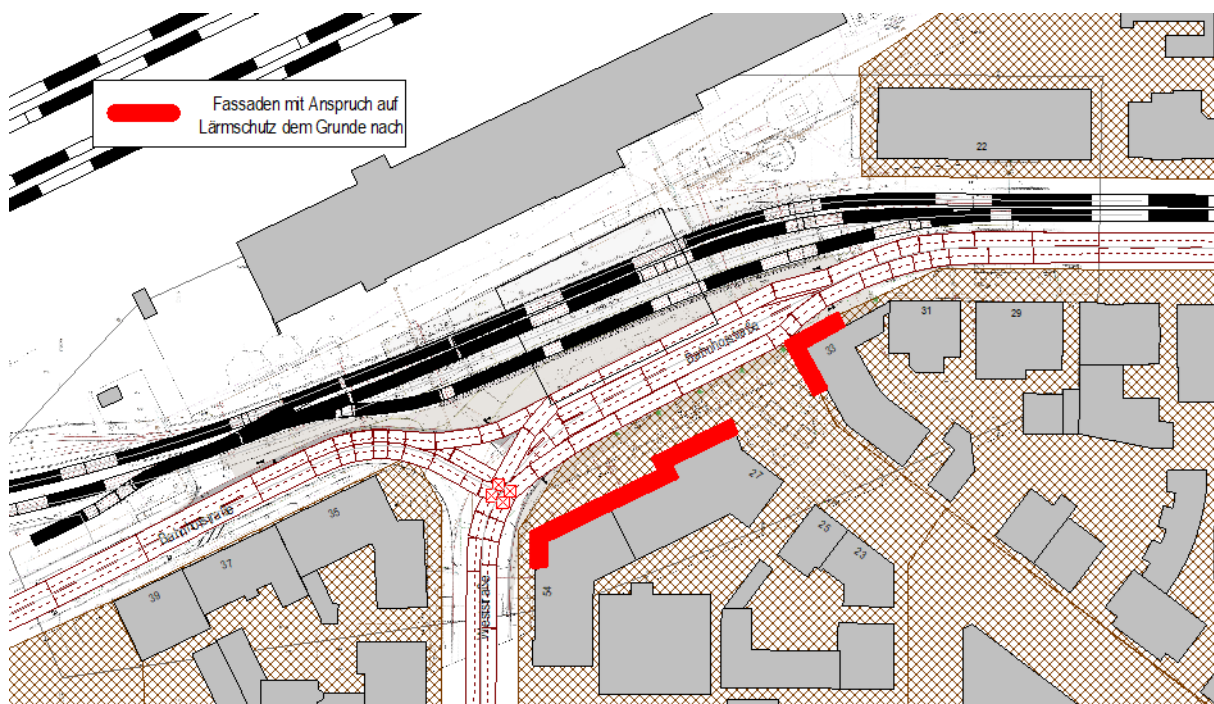 Fassaden mit Anspruch auf
Lärmschutz dem Grunde nach
22
31
29
33
Bahnhofstraße
27
35
Bahnhofstraße
37
25
23
39
54